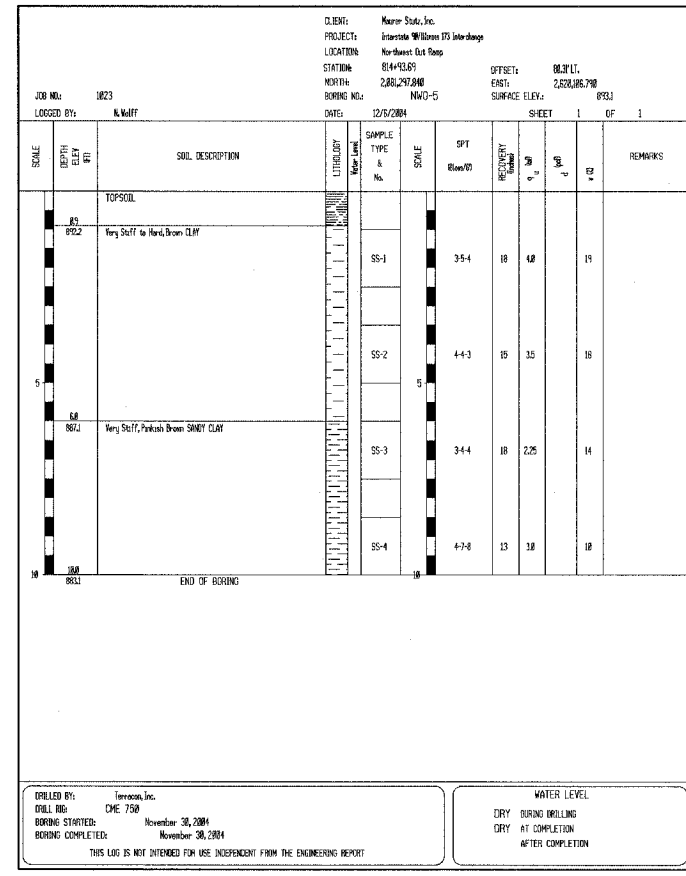 CLIENT: Maurer Stutz, Inc.
PROJECT: Interstate 90/Illinois 173 Interchange
LOCATION: Northwest Out Ramp
STATION: 814+93.69 OFFSET: 80.31' LT.
NORTH: 2,081,297.840 EAST: 2,620,106.790
JOB NO.: 1023 BORING NO.: NWO-5 SURFACE ELEV.: 893.1
LOGGED BY: N. Wolff DATE: 12/6/2004 SHEET 1 OF 1
SCALE DEPTH ELEV (FT) SOIL DESCRIPTION LITHOLOGY Water Level SAMPLE TYPE & No. SCALE SPT (Blows/6") RECOVERY (inches) q u (tsf) d (pcf) w (%) REMARKS
TOPSOIL
0.9
892.2 Very Stiff to Hard, Brown CLAY
SS-1 3-5-4 18 4.0 19
SS-2 4-4-3 15 3.5 18
5 5
6.0
887.1 Very Stiff, Pinkish Brown SANDY CLAY
SS-3 3-4-4 18 2.25 14
SS-4 4-7-8 13 3.0 10
10 10.0 10
883.1 END OF BORING
DRILLED BY: Terracon, Inc.
DRILL RIG: CME 750
BORING STARTED: November 30, 2004
BORING COMPLETED: November 30, 2004
THIS LOG IS NOT INTENDED FOR USE INDEPENDENT FROM THE ENGINEERING REPORT
WATER LEVEL
DRY DURING DRILLING
DRY AT COMPLETION
AFTER COMPLETION